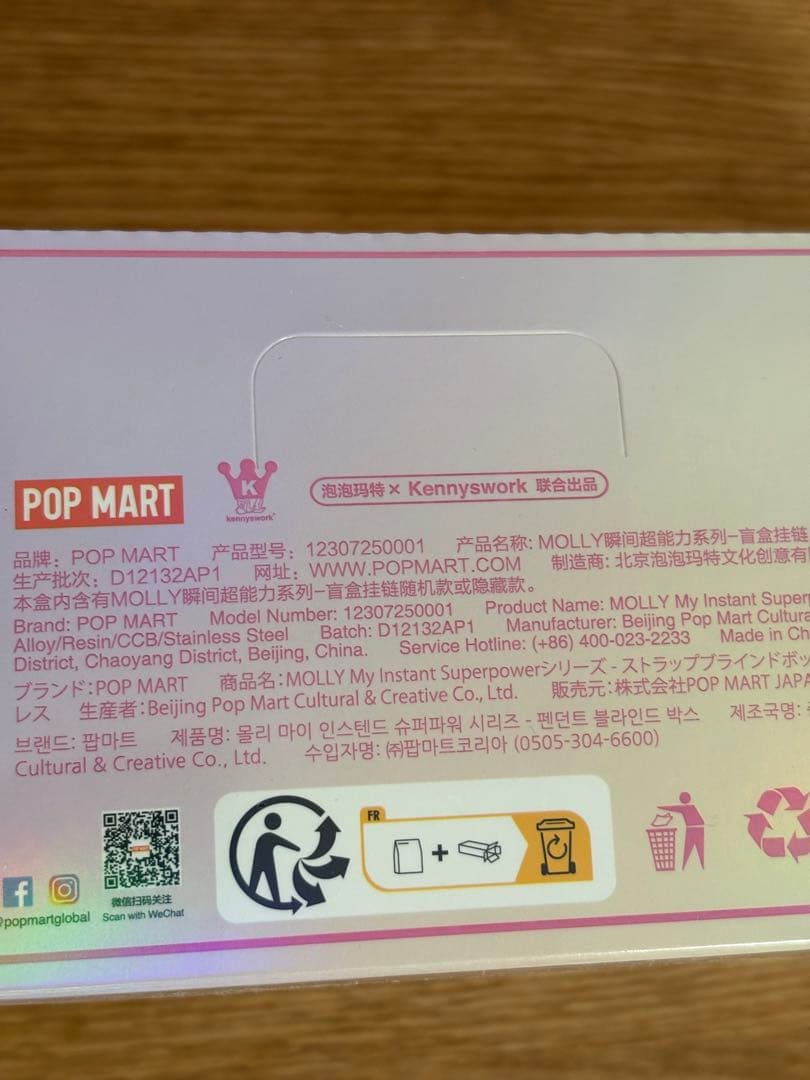 POP MART
K
kennyswork
泡泡玛特 × Kennyswork 联合出品
品牌: POP MART 产品型号: 12307250001 产品名称: MOLLY瞬间超能力系列-盲盒挂链
生产批次: D12132AP1 网址: WWW.POPMART.COM 制造商: 北京泡泡玛特文化创意有
本盒内含有MOLLY瞬间超能力系列-盲盒挂链随机款或隐藏款。
Brand: POP MART Model Number: 12307250001 Product Name: MOLLY My Instant Super
Alloy/Resin/CCB/Stainless Steel Batch: D12132AP1 Manufacturer: Beijing Pop Mart Cultura
District, Chaoyang District, Beijing, China. Service Hotline: (+86) 400-023-2233 Made in Ch
ブランド:POP MART 商品名:MOLLY My Instant Superpowerシリーズ - ストラップブラインドボッ
レス 生産者:Beijing Pop Mart Cultural & Creative Co., Ltd. 販売元:株式会社POP MART JAPA
브랜드: 팝마트 제품명: 몰리 마이 인스텐드 슈퍼파워 시리즈 - 펜던트 블라인드 박스 제조국명:
Cultural & Creative Co., Ltd. 수입자명: ㈜팝마트코리아 (0505-304-6600)
FR
@popmartglobal
微信扫码关注
Scan with WeChat